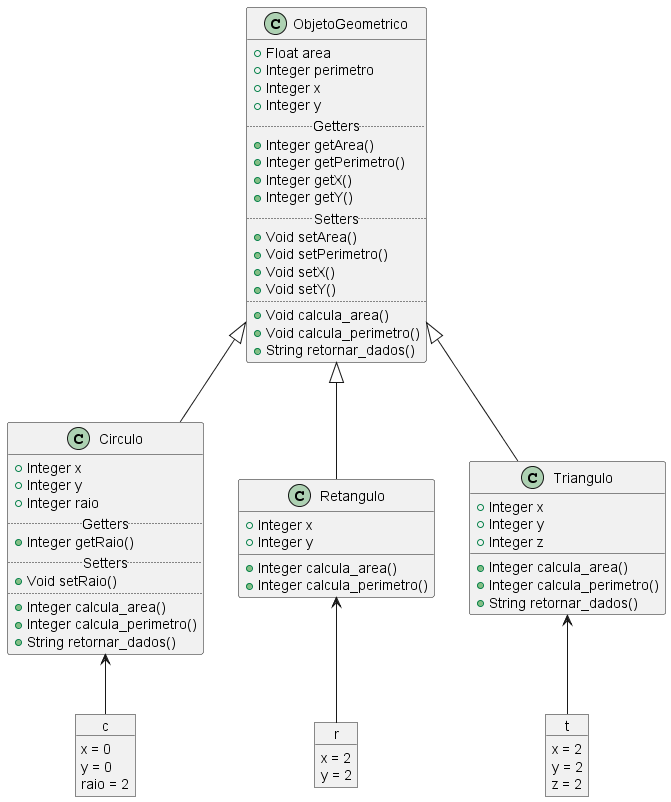 C ObjetoGeometrico
Float area
Integer perimetro
Integer x
Integer y
Getters
Integer getArea()
Integer getPerimetro()
Integer getX()
Integer getY()
Setters
Void setArea()
Void setPerimetro()
Void setX()
Void setY()
Void calcula_area()
Void calcula_perimetro()
String retornar_dados()
C Circulo
Integer x
Integer y
Integer raio
Getters
Integer getRaio()
Setters
Void setRaio()
Integer calcula_area()
Integer calcula_perimetro()
String retornar_dados()
C Retangulo
Integer x
Integer y
Integer calcula_area()
Integer calcula_perimetro()
C Triangulo
Integer x
Integer y
Integer z
Integer calcula_area()
Integer calcula_perimetro()
String retornar_dados()
c
x = 0
y = 0
raio = 2
r
x = 2
y = 2
t
x = 2
y = 2
z = 2